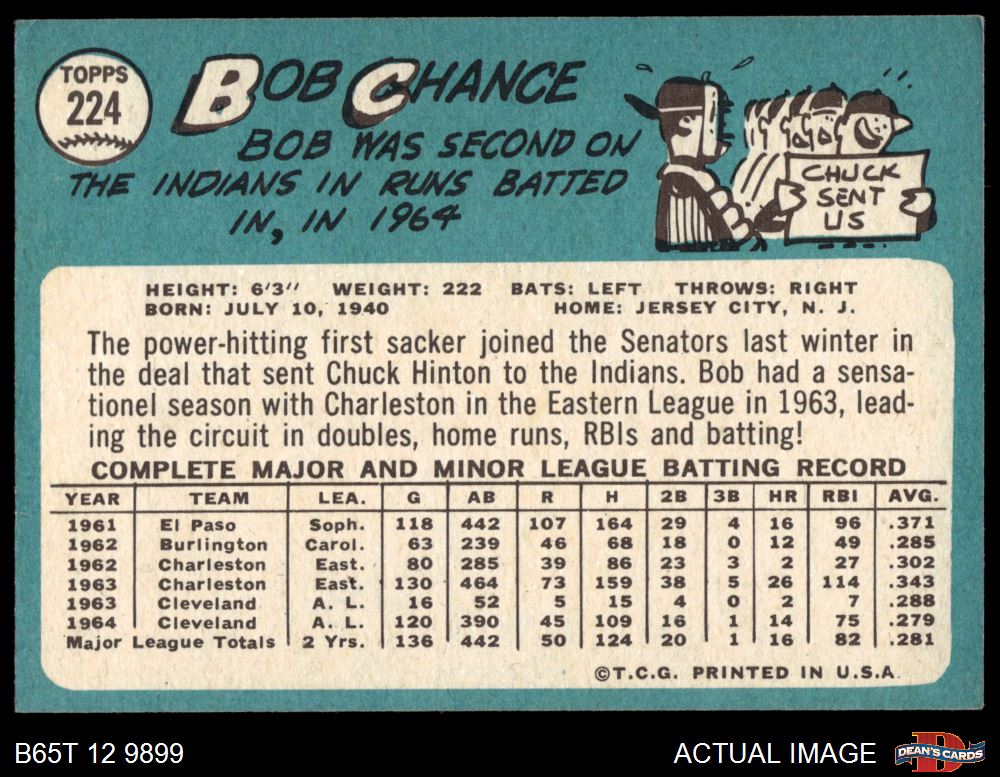 TOPPS
224
BOB CHANCE
BOB WAS SECOND ON
THE INDIANS IN RUNS BATTED
IN, IN 1964
CHUCK
SENT
US
HEIGHT: 6'3" WEIGHT: 222 BATS: LEFT THROWS: RIGHT
BORN: JULY 10, 1940 HOME: JERSEY CITY, N. J.
The power-hitting first sacker joined the Senators last winter in
the deal that sent Chuck Hinton to the Indians. Bob had a sensa-
tionel season with Charleston in the Eastern League in 1963, lead-
ing the circuit in doubles, home runs, RBIs and batting!
COMPLETE MAJOR AND MINOR LEAGUE BATTING RECORD
YEAR TEAM LEA. G AB R H 2B 3B HR RBI AVG.
1961 El Paso Soph. 118 442 107 164 29 4 16 96 .371
1962 Burlington Carol. 63 239 46 68 18 0 12 49 .285
1962 Charleston East. 80 285 39 86 23 3 2 27 .302
1963 Charleston East. 130 464 73 159 38 5 26 114 .343
1963 Cleveland A. L. 16 52 5 15 4 0 2 7 .288
1964 Cleveland A. L. 120 390 45 109 16 1 14 75 .279
Major League Totals 2 Yrs. 136 442 50 124 20 1 16 82 .281
©T.C.G. PRINTED IN U.S.A.
B65T 12 9899
ACTUAL IMAGE
D
DEAN'S CARDS